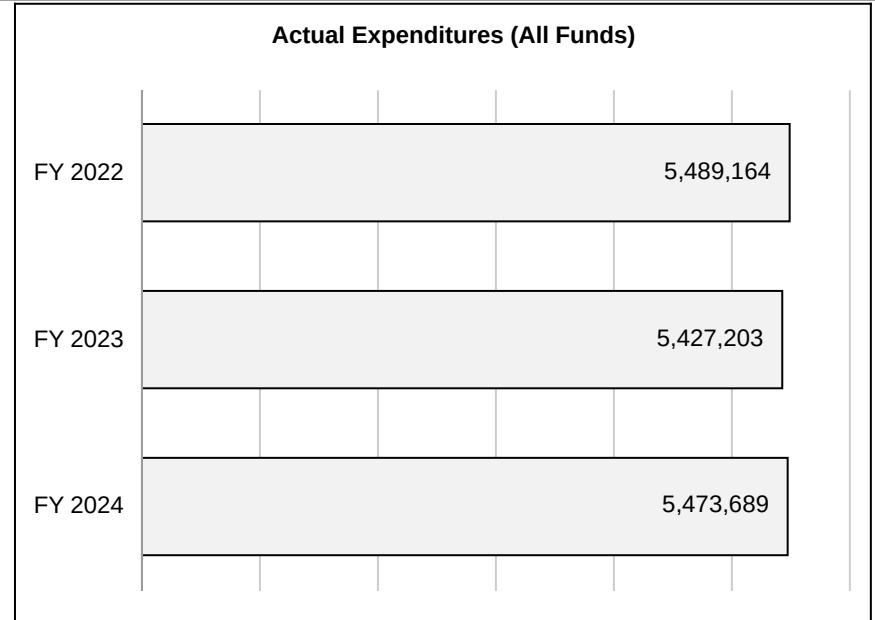 Actual Expenditures (All Funds)
FY 2022
5,489,164
FY 2023
5,427,203
FY 2024
5,473,689